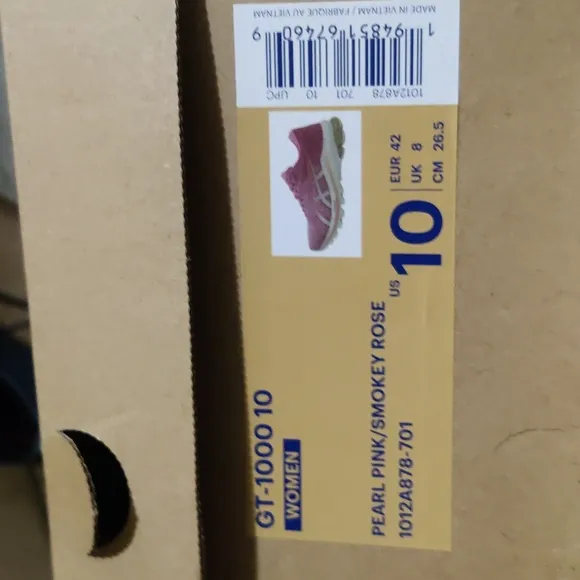 GT-1000 10
WOMEN
PEARL PINK/SMOKEY ROSE
1012A878-701
US 10
EUR 42
UK 8
CM 26.5
1012A878 701 10 UPC
1 94851 67460 9
MADE IN VIETNAM / FABRIQUE AU VIETNAM